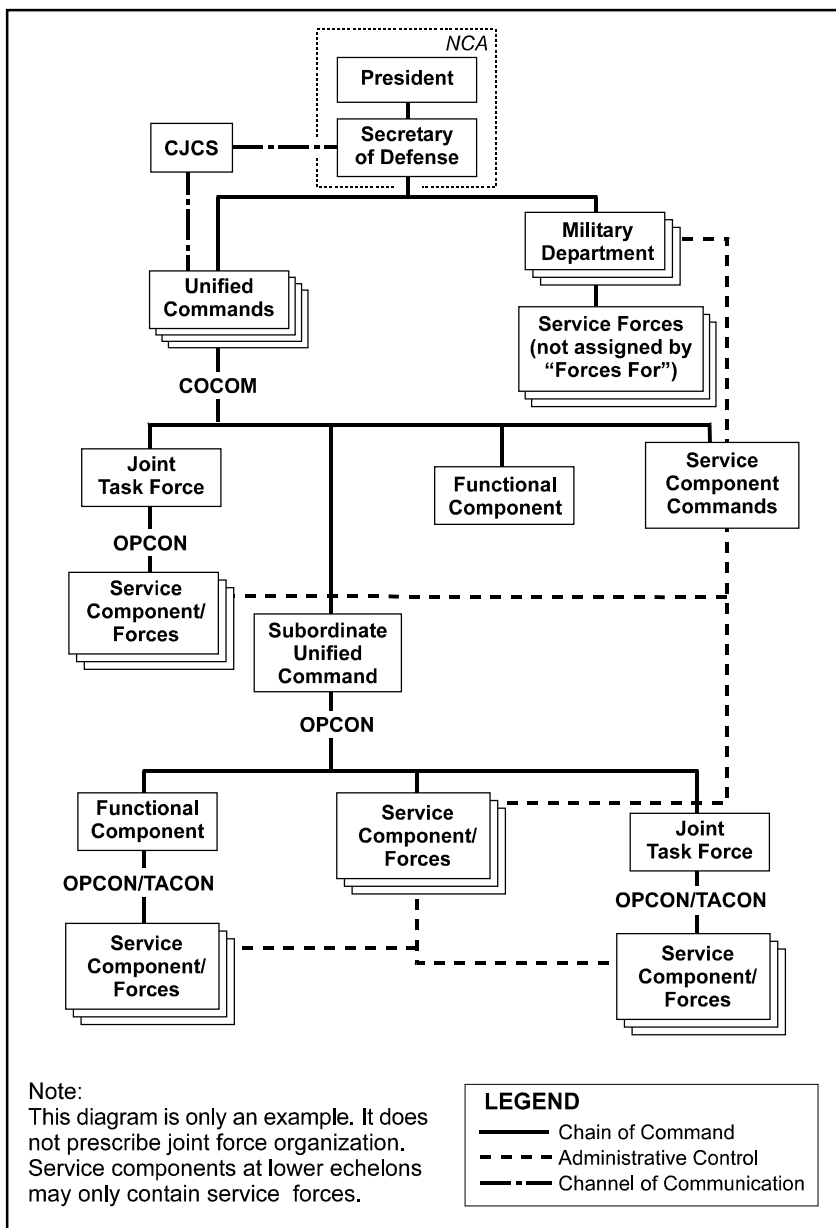 NCA
President
Secretary
of Defense
CJCS
Military
Department
Unified
Commands
Service Forces
(not assigned by
“Forces For”)
COCOM
Joint
Task Force
Functional
Component
Service
Component
Commands
OPCON
Service
Component/
Forces
Subordinate
Unified
Command
OPCON
Functional
Component
Service
Component/
Forces
Joint
Task Force
OPCON/TACON
OPCON/TACON
Service
Component/
Forces
Service
Component/
Forces
Note:
This diagram is only an example. It does
not prescribe joint force organization.
Service components at lower echelons
may only contain service forces.
LEGEND
Chain of Command
Administrative Control
Channel of Communication